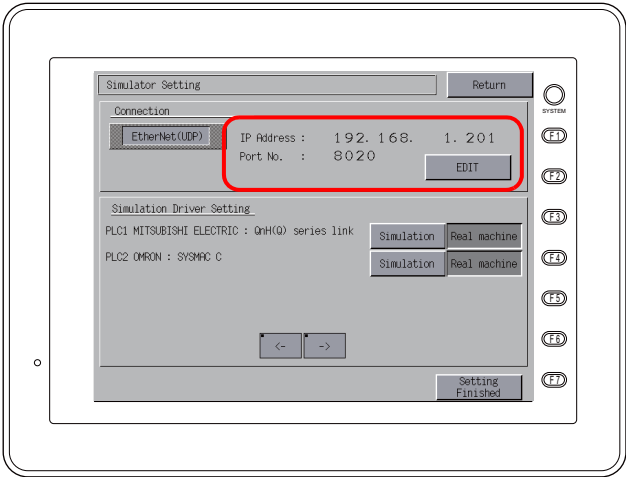 Simulator Setting
Return
SYSTEM
Connection
EtherNet(UDP)
IP Address : 192. 168. 1. 201
Port No. : 8020
EDIT
F1
F2
Simulation Driver Setting
PLC1 MITSUBISHI ELECTRIC : QnH(Q) series link
Simulation
Real machine
F3
PLC2 OMRON : SYSMAC C
Simulation
Real machine
F4
F5
<- ->
F6
Setting
Finished
F7